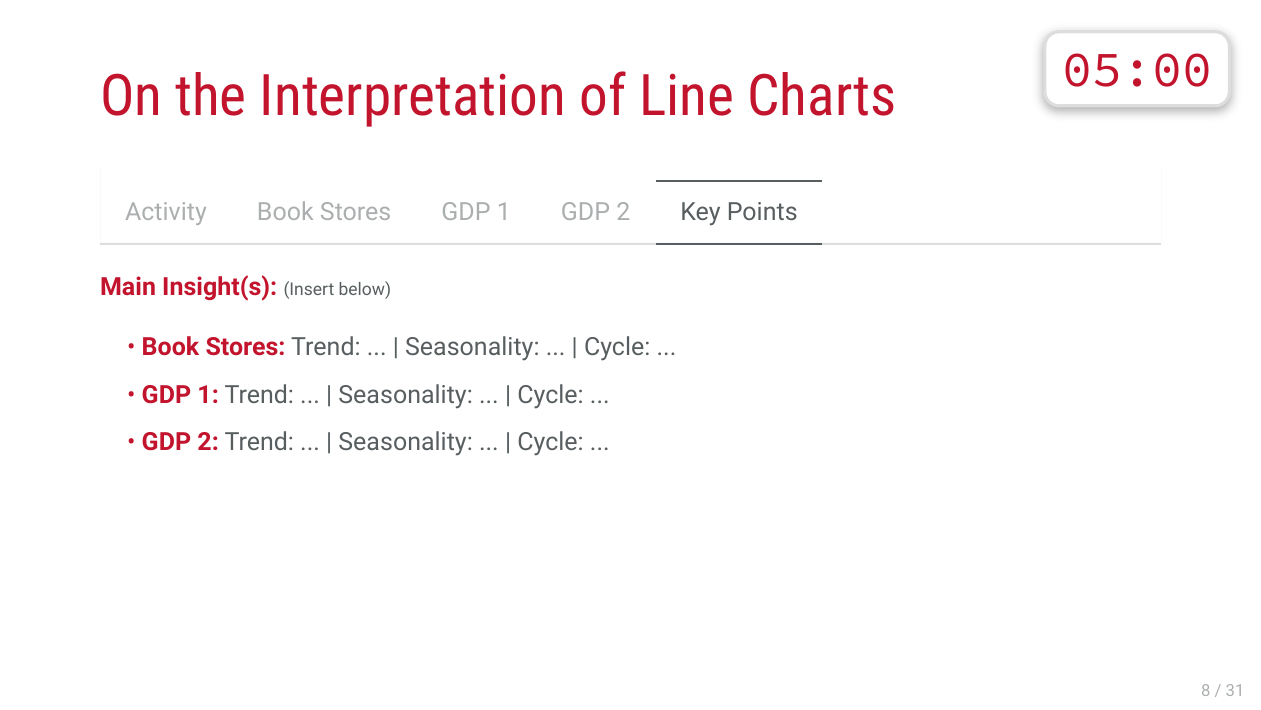 On the Interpretation of Line Charts
05:00
Activity Book Stores GDP 1 GDP 2 Key Points
Main Insight(s): (Insert below)
• Book Stores: Trend: ... | Seasonality: ... | Cycle: ...
• GDP 1: Trend: ... | Seasonality: ... | Cycle: ...
• GDP 2: Trend: ... | Seasonality: ... | Cycle: ...
8 / 31